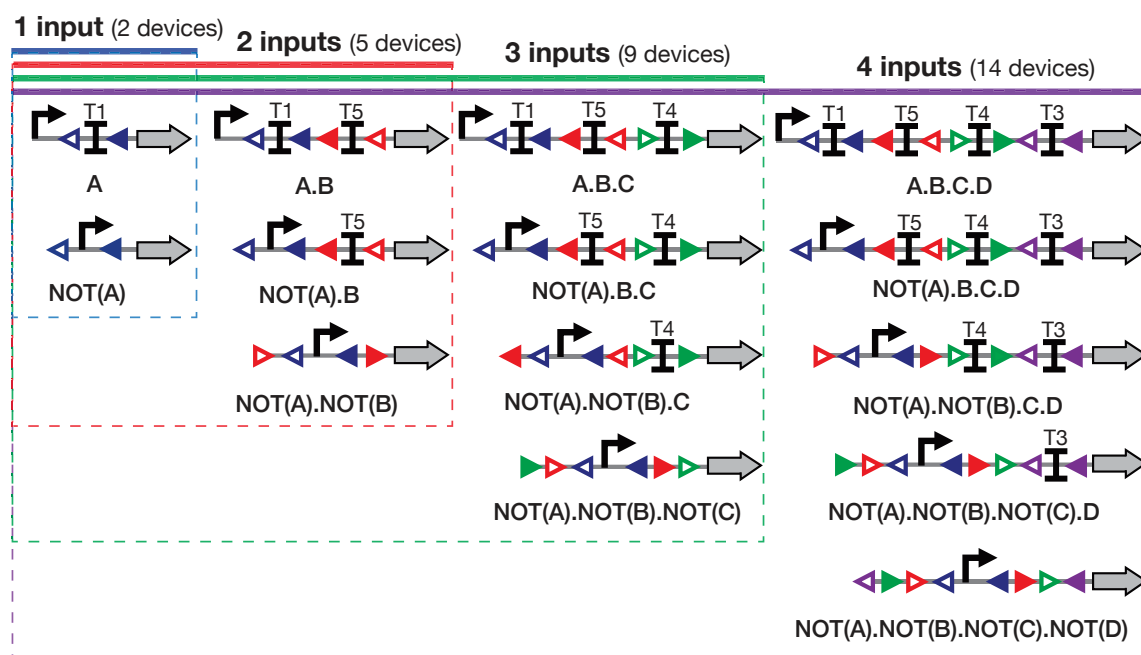 1 input (2 devices)
2 inputs (5 devices)
3 inputs (9 devices)
4 inputs (14 devices)
T1
T1 T5
T1 T5 T4
T1 T5 T4 T3
A
A.B
A.B.C
A.B.C.D
T5
T5 T4
T5 T4 T3
NOT(A)
NOT(A).B
NOT(A).B.C
NOT(A).B.C.D
T4
T4 T3
NOT(A).NOT(B)
NOT(A).NOT(B).C
NOT(A).NOT(B).C.D
T3
NOT(A).NOT(B).NOT(C)
NOT(A).NOT(B).NOT(C).D
NOT(A).NOT(B).NOT(C).NOT(D)